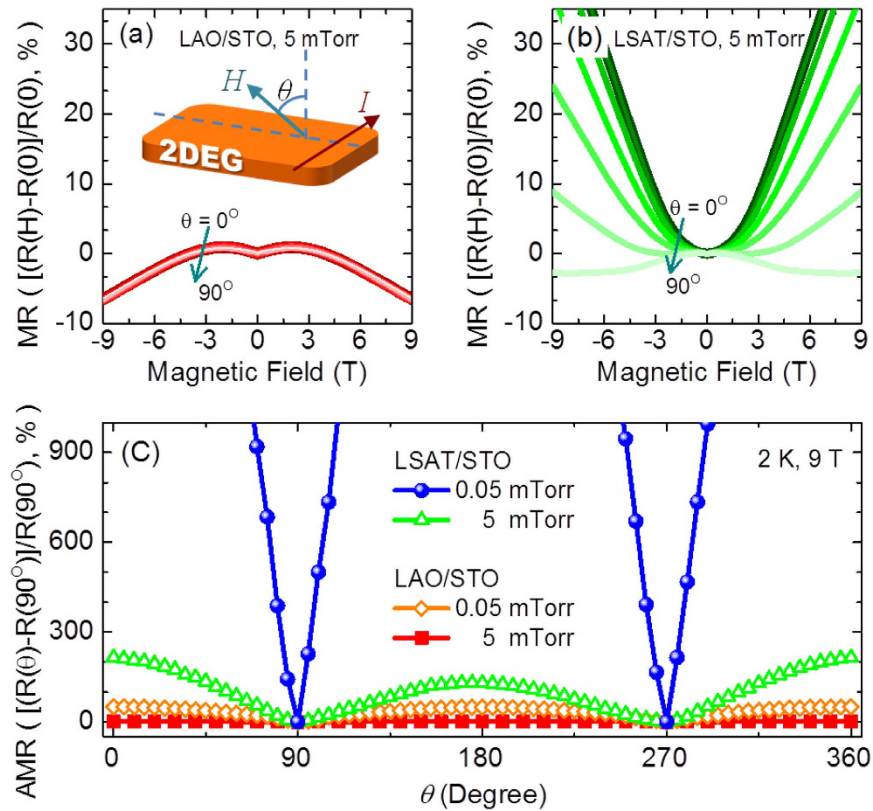 (a) LAO/STO, 5 mTorr
H
θ
I
2DEG
θ = 0°
90°
MR ( [(R(H)-R(0)]/R(0), % )
30
20
10
0
-10
-9 -6 -3 0 3 6 9
Magnetic Field (T)
(b) LSAT/STO, 5 mTorr
θ = 0°
90°
MR ( [(R(H)-R(0)]/R(0), % )
30
20
10
0
-10
-9 -6 -3 0 3 6 9
Magnetic Field (T)
(C)
LSAT/STO
0.05 mTorr
5 mTorr
LAO/STO
0.05 mTorr
5 mTorr
2 K, 9 T
AMR ( [(R(θ)-R(90°)]/R(90°), % )
900
600
300
0
0 90 180 270 360
θ (Degree)